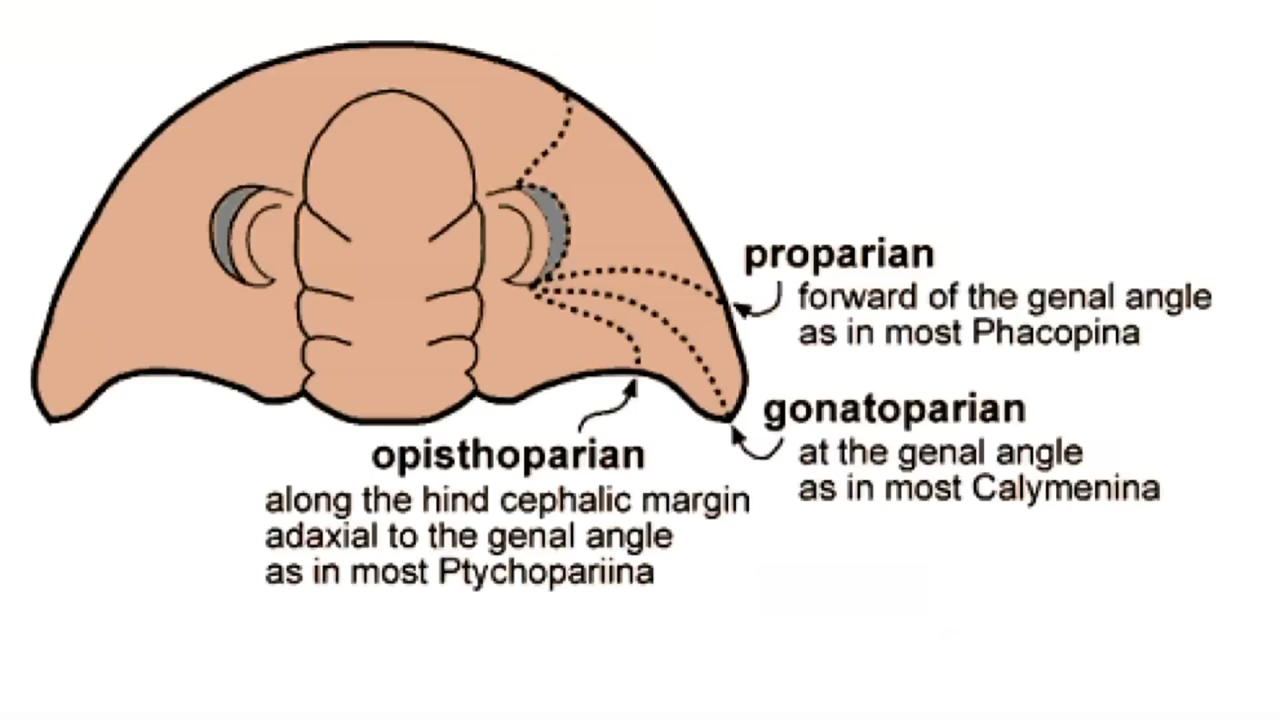 proparian
forward of the genal angle
as in most Phacopina
gonatoparian
at the genal angle
as in most Calymenina
opisthoparian
along the hind cephalic margin
adaxial to the genal angle
as in most Ptychopariina